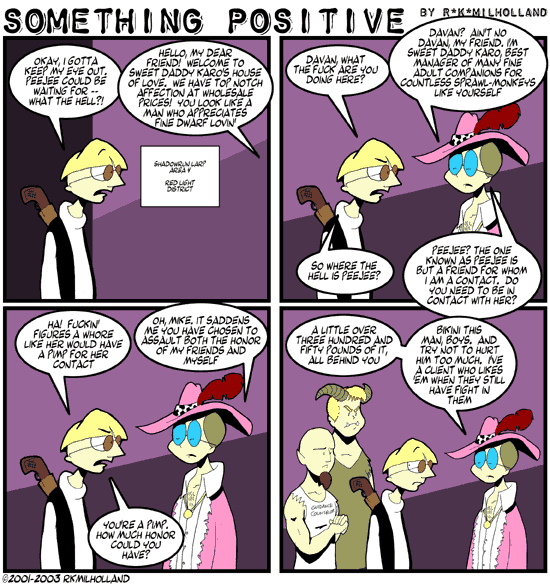 SOMETHING POSITIVE BY R*K*MILHOLLAND
OKAY, I GOTTA
KEEP MY EYE OUT.
PEEJEE COULD BE
WAITING FOR --
WHAT THE HELL?!
HELLO, MY DEAR
FRIEND! WELCOME TO
SWEET DADDY KARO'S HOUSE
OF LOVE. WE HAVE TOP NOTCH
AFFECTION AT WHOLESALE
PRICES! YOU LOOK LIKE A
MAN WHO APPRECIATES
FINE DWARF LOVIN!
SHADOWRUN LARP
AREA 4
RED LIGHT
DISTRICT
DAVAN, WHAT
THE FUCK ARE YOU
DOING HERE?
DAVAN? AIN'T NO
DAVAN, MY FRIEND. I'M
SWEET DADDY KARO, BEST
MANAGER OF MANY FINE
ADULT COMPANIONS FOR
COUNTLESS SPRAWL-MONKEYS
LIKE YOURSELF
SO WHERE THE
HELL IS PEEJEE?
PEEJEE? THE ONE
KNOWN AS PEEJEE IS
BUT A FRIEND FOR WHOM
I AM A CONTACT. DO
YOU NEED TO BE IN
CONTACT WITH HER?
HA! FUCKIN'
FIGURES A WHORE
LIKE HER WOULD HAVE
A PIMP FOR HER
CONTACT
OH, MIKE. IT SADDENS
ME YOU HAVE CHOSEN TO
ASSAULT BOTH THE HONOR
OF MY FRIENDS AND
MYSELF
YOU'RE A PIMP.
HOW MUCH HONOR
COULD YOU
HAVE?
A LITTLE OVER
THREE HUNDRED AND
FIFTY POUNDS OF IT,
ALL BEHIND YOU
BIKINI THIS
MAN, BOYS. AND
TRY NOT TO HURT
HIM TOO MUCH. I'VE
A CLIENT WHO LIKES
'EM WHEN THEY STILL
HAVE FIGHT IN
THEM
GUIDANCE
COUNSELOR
©2001-2003 RKMILHOLLAND